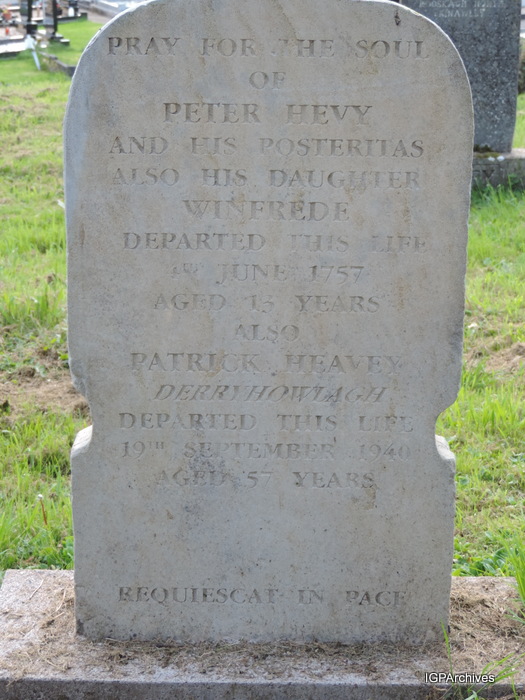 PRAY FOR THE SOUL
OF
PETER HEVY
AND HIS POSTERITAS
ALSO HIS DAUGHTER
WINEFREDE
DEPARTED THIS LIFE
JUNE 1757
AGED 13 YEARS
ALSO
PATRICK HEAVEY
DERRYHOWLAGH
DEPARTED THIS LIFE
19TH SEPTEMBER 1940
AGED 57 YEARS
REQUIESCAT IN PACE
IGPArchives